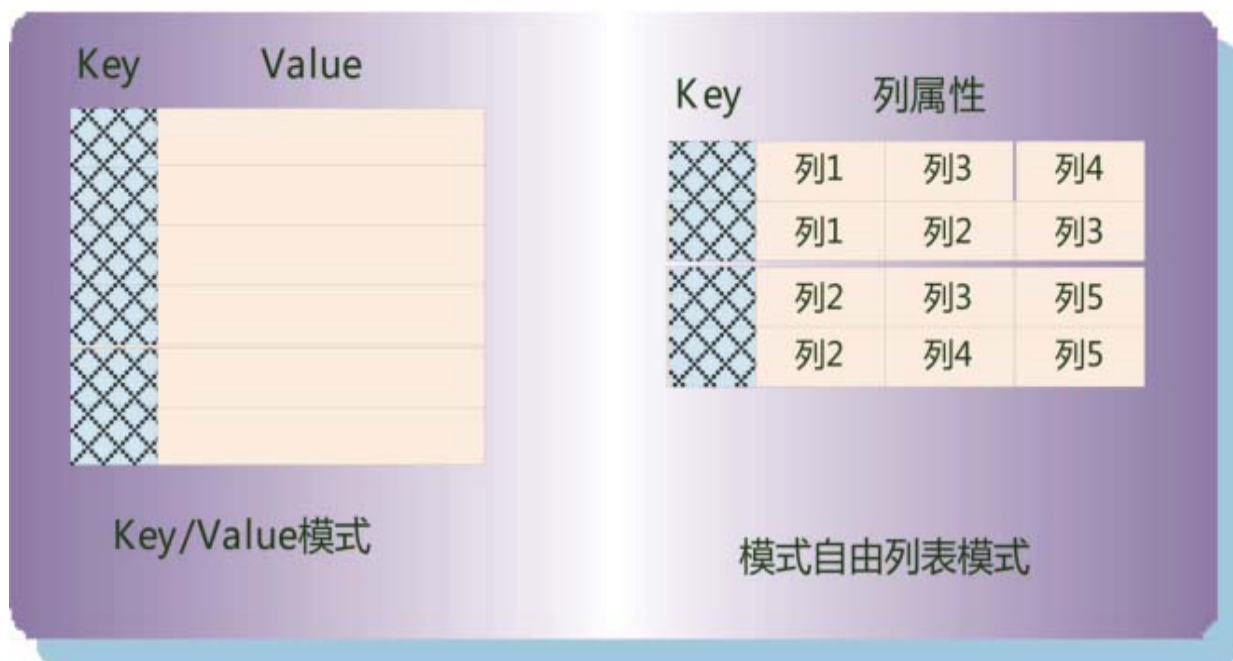 Key Value
Key/Value模式
Key 列属性
列1 列3 列4
列1 列2 列3
列2 列3 列5
列2 列4 列5
模式自由列表模式